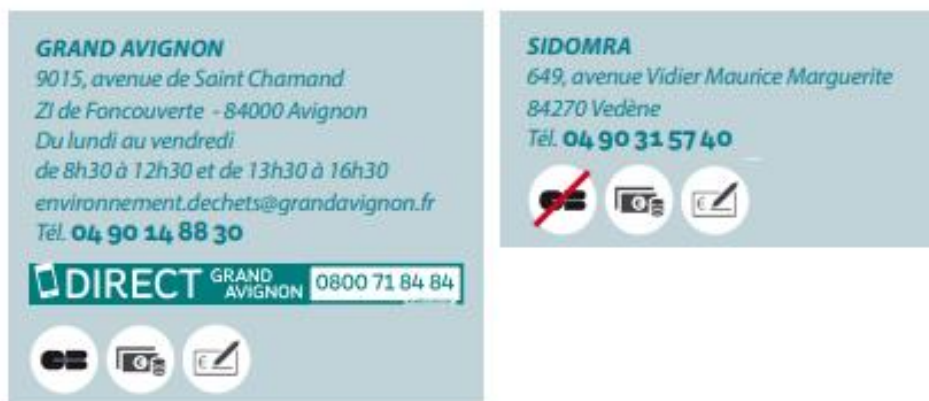 GRAND AVIGNON
9015, avenue de Saint Chamand
ZI de Foncouverte - 84000 Avignon
Du lundi au vendredi
de 8h30 à 12h30 et de 13h30 à 16h30
environnement.dechets@grandavignon.fr
Tél. 04 90 14 88 30
DIRECT GRAND AVIGNON 0800 71 84 84
SIDOMRA
649, avenue Vidier Maurice Marguerite
84270 Vedène
Tél. 04 90 31 57 40